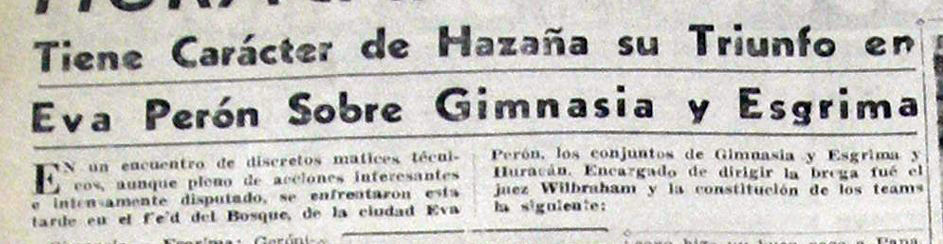 Tiene Carácter de Hazaña su Triunfo en
Eva Perón Sobre Gimnasia y Esgrima
EN un encuentro de discretos matices técni-
cos, aunque pleno de acciones interesantes
e intensamente disputado, se enfrentaron esta
tarde en el fe'd del Bosque, de la ciudad Eva
Perón, los conjuntos de Gimnasia y Esgrima y
Huracán. Encargado de dirigir la brega fué el
juez Wilbraham y la constitución de los teams
la siguiente: